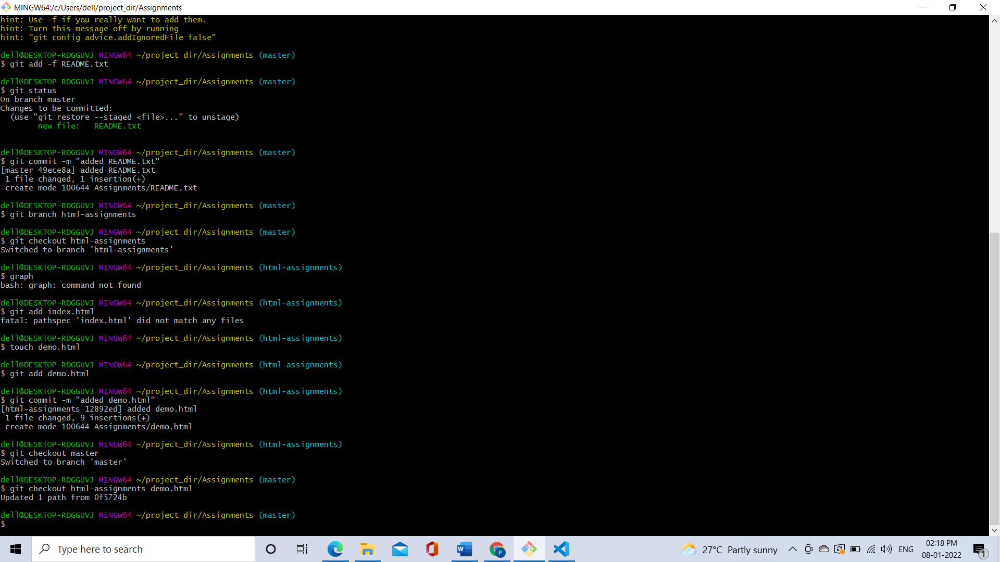 MINGW64:/c/Users/dell/project_dir/Assignments
hint: Use -f if you really want to add them.
hint: Turn this message off by running
hint: "git config advice.addIgnoredFile false"
dell@DESKTOP-RDGGUVJ MINGW64 ~/project_dir/Assignments (master)
$ git add -f README.txt
dell@DESKTOP-RDGGUVJ MINGW64 ~/project_dir/Assignments (master)
$ git status
On branch master
Changes to be committed:
  (use "git restore --staged <file>..." to unstage)
        new file:   README.txt
dell@DESKTOP-RDGGUVJ MINGW64 ~/project_dir/Assignments (master)
$ git commit -m "added README.txt"
[master 49ece8a] added README.txt
 1 file changed, 1 insertion(+)
 create mode 100644 Assignments/README.txt
dell@DESKTOP-RDGGUVJ MINGW64 ~/project_dir/Assignments (master)
$ git branch html-assignments
dell@DESKTOP-RDGGUVJ MINGW64 ~/project_dir/Assignments (master)
$ git checkout html-assignments
Switched to branch 'html-assignments'
dell@DESKTOP-RDGGUVJ MINGW64 ~/project_dir/Assignments (html-assignments)
$ graph
bash: graph: command not found
dell@DESKTOP-RDGGUVJ MINGW64 ~/project_dir/Assignments (html-assignments)
$ git add index.html
fatal: pathspec 'index.html' did not match any files
dell@DESKTOP-RDGGUVJ MINGW64 ~/project_dir/Assignments (html-assignments)
$ touch demo.html
dell@DESKTOP-RDGGUVJ MINGW64 ~/project_dir/Assignments (html-assignments)
$ git add demo.html
dell@DESKTOP-RDGGUVJ MINGW64 ~/project_dir/Assignments (html-assignments)
$ git commit -m "added demo.html"
[html-assignments 12892ed] added demo.html
 1 file changed, 9 insertions(+)
 create mode 100644 Assignments/demo.html
dell@DESKTOP-RDGGUVJ MINGW64 ~/project_dir/Assignments (html-assignments)
$ git checkout master
Switched to branch 'master'
dell@DESKTOP-RDGGUVJ MINGW64 ~/project_dir/Assignments (master)
$ git checkout html-assignments demo.html
Updated 1 path from 0f5724b
dell@DESKTOP-RDGGUVJ MINGW64 ~/project_dir/Assignments (master)
$
Type here to search
27°C Partly sunny
ENG
02:18 PM
08-01-2022
1